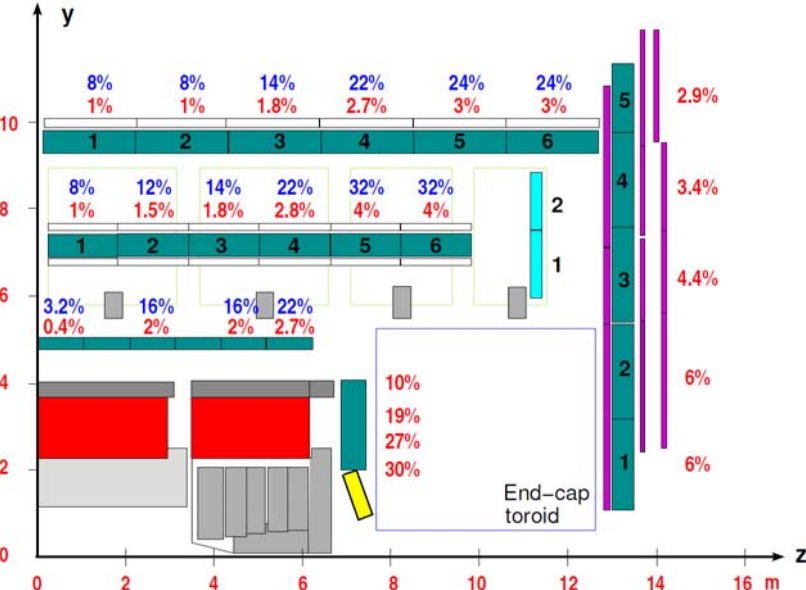 y
8% 8% 14% 22% 24% 24%
1% 1% 1.8% 2.7% 3% 3%
2.9%
10
1 2 3 4 5 6
5
8% 12% 14% 22% 32% 32%
1% 1.5% 1.8% 2.8% 4% 4%
4
3.4%
8
2
1 2 3 4 5 6
1
3
4.4%
6
3.2% 16% 16% 22%
0.4% 2% 2% 2.7%
4
10%
2
6%
19%
27%
30%
2
1
6%
End-cap
toroid
0
z
0 2 4 6 8 10 12 14 16 m